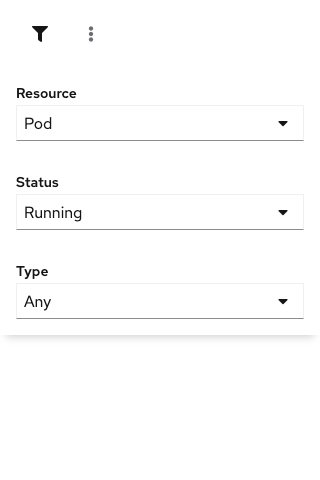 Resource
Pod
Status
Running
Type
Any